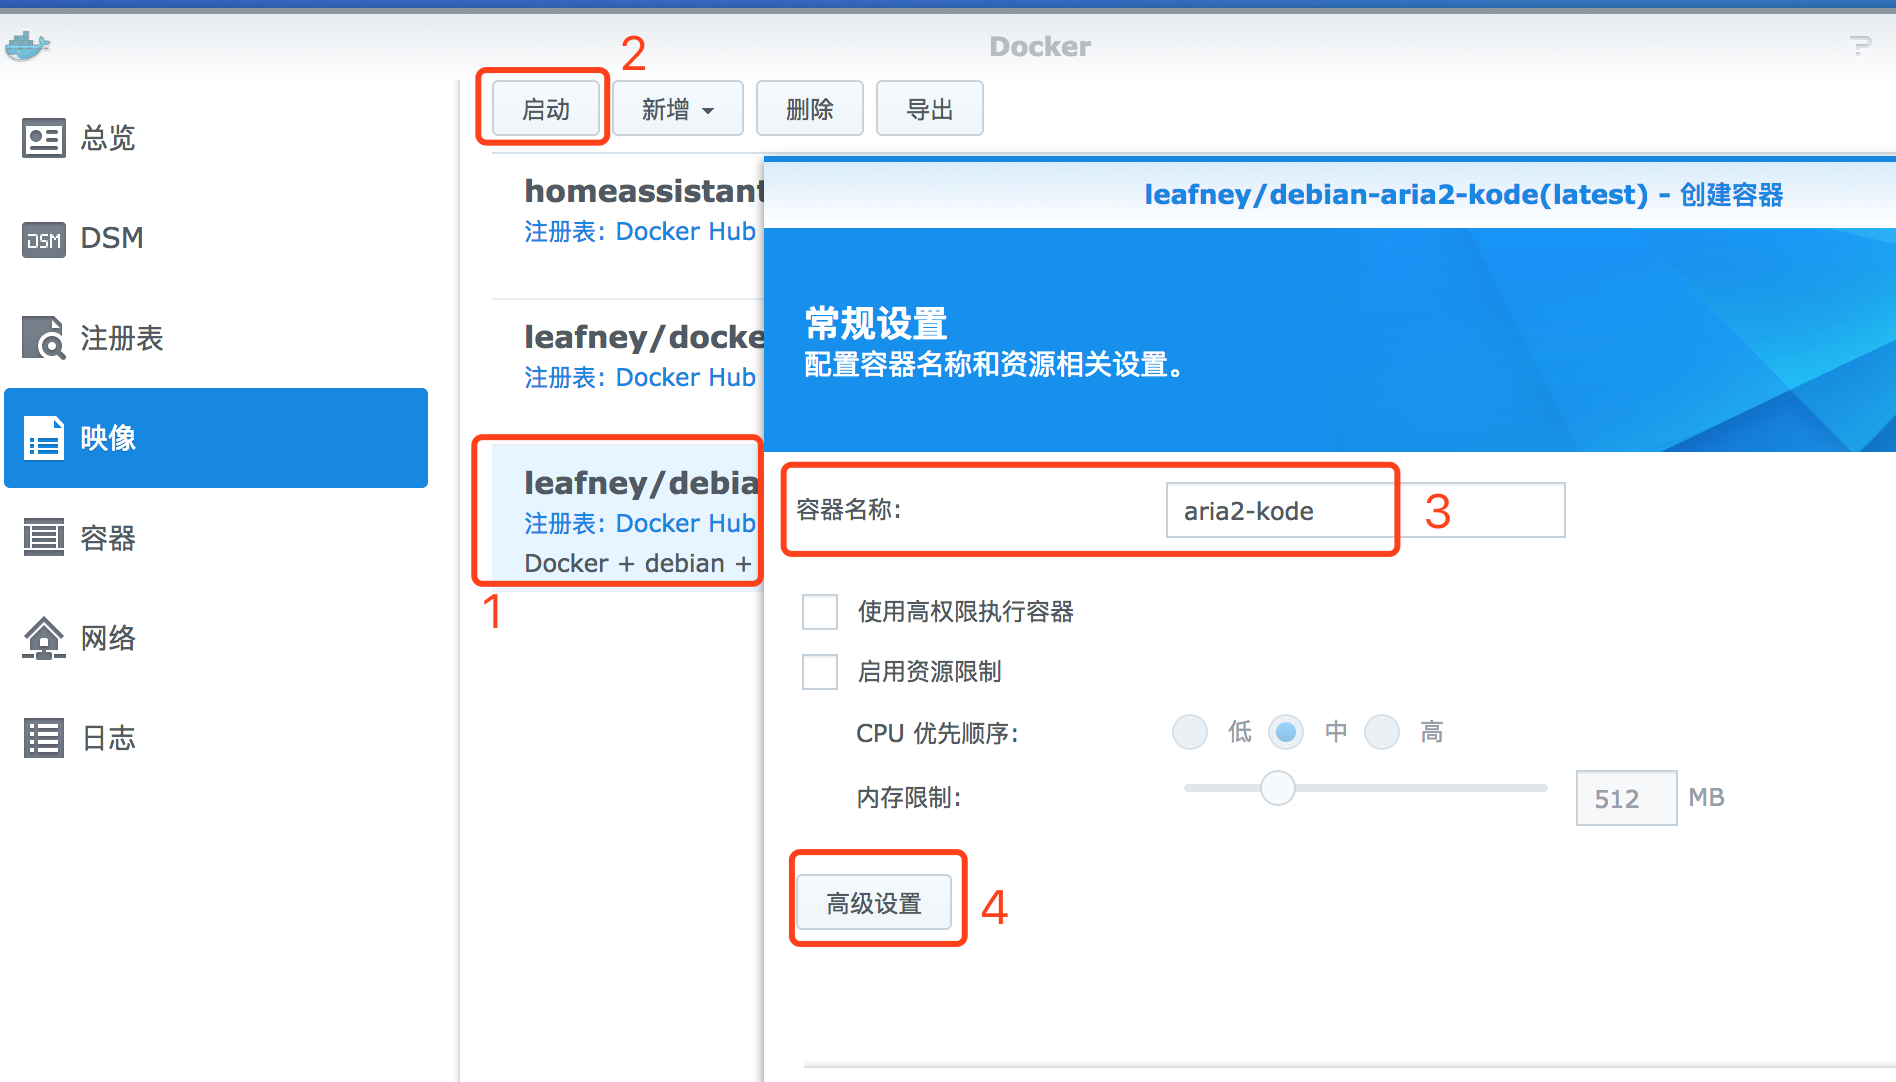 Docker
2
启动
新增
删除
导出
总览
DSM
DSM
注册表
映像
容器
网络
日志
homeassistant
注册表: Docker Hub
leafney/docke
注册表: Docker Hub
leafney/debia
注册表: Docker Hub
Docker + debian +
1
leafney/debian-aria2-kode(latest) - 创建容器
常规设置
配置容器名称和资源相关设置。
容器名称: aria2-kode 3
使用高权限执行容器
启用资源限制
CPU 优先顺序: 低 中 高
内存限制: 512 MB
高级设置 4